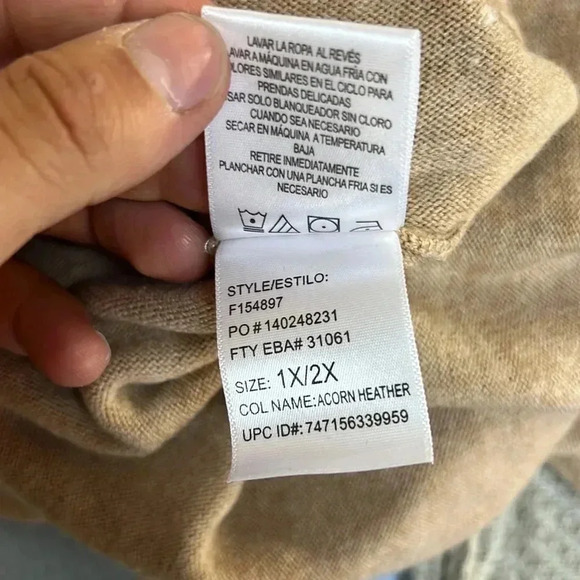 LAVAR LA ROPA AL REVÉS
AVAR A MÁQUINA EN AGUA FRÍA CON
OLORES SIMILARES EN EL CICLO PARA
PRENDAS DELICADAS
SAR SOLO BLANQUEADOR SIN CLORO
CUANDO SEA NECESARIO
SECAR EN MÁQUINA A TEMPERATURA
BAJA
RETIRE INMEDIATAMENTE
PLANCHAR CON UNA PLANCHA FRIA SI ES
NECESARIO
STYLE/ESTILO:
F154897
PO # 140248231
FTY EBA# 31061
SIZE: 1X/2X
COL NAME:ACORN HEATHER
UPC ID#: 747156339959